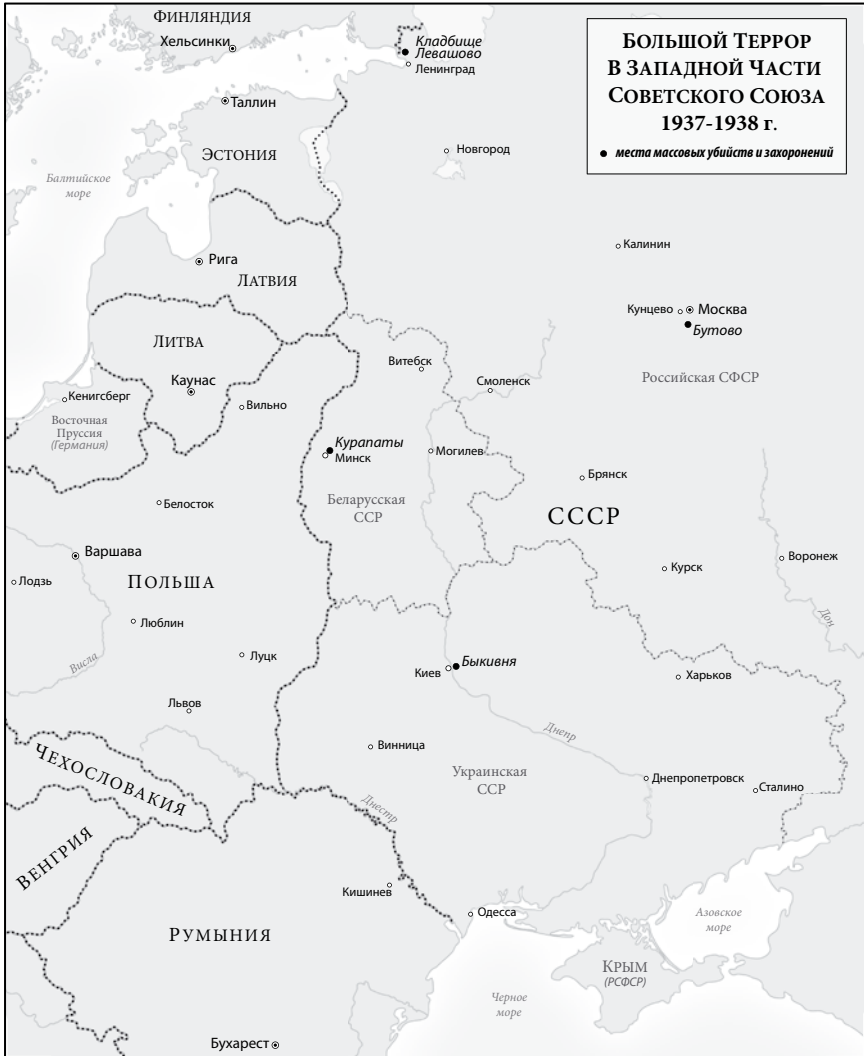 ФИНЛЯНДИЯ
Хельсинки
Кладбище
Левашово
Ленинград
БОЛЬШОЙ ТЕРРОР
В ЗАПАДНОЙ ЧАСТИ
СОВЕТСКОГО СОЮЗА
1937-1938 г.
места массовых убийств и захоронений
Таллин
ЭСТОНИЯ
Новгород
Балтийское
море
Калинин
Рига
ЛАТВИЯ
Кунцево
Москва
Бутово
ЛИТВА
Витебск
Смоленск
Российская СФСР
Каунас
Кенигсберг
Вильно
Восточная
Пруссия
(Германия)
Курапаты
Минск
Могилев
Брянск
Беларусская
ССР
Белосток
СССР
Варшава
Воронеж
Лодзь
ПОЛЬША
Курск
Люблин
Дон
Висла
Луцк
Быкивня
Киев
Харьков
Львов
Днепр
Винница
ЧЕХОСЛОВАКИЯ
Украинская
ССР
Днепропетровск
Сталино
Днестр
ВЕНГРИЯ
Кишинев
Одесса
Азовское
море
РУМЫНИЯ
КРЫМ
(РСФСР)
Черное
море
Бухарест